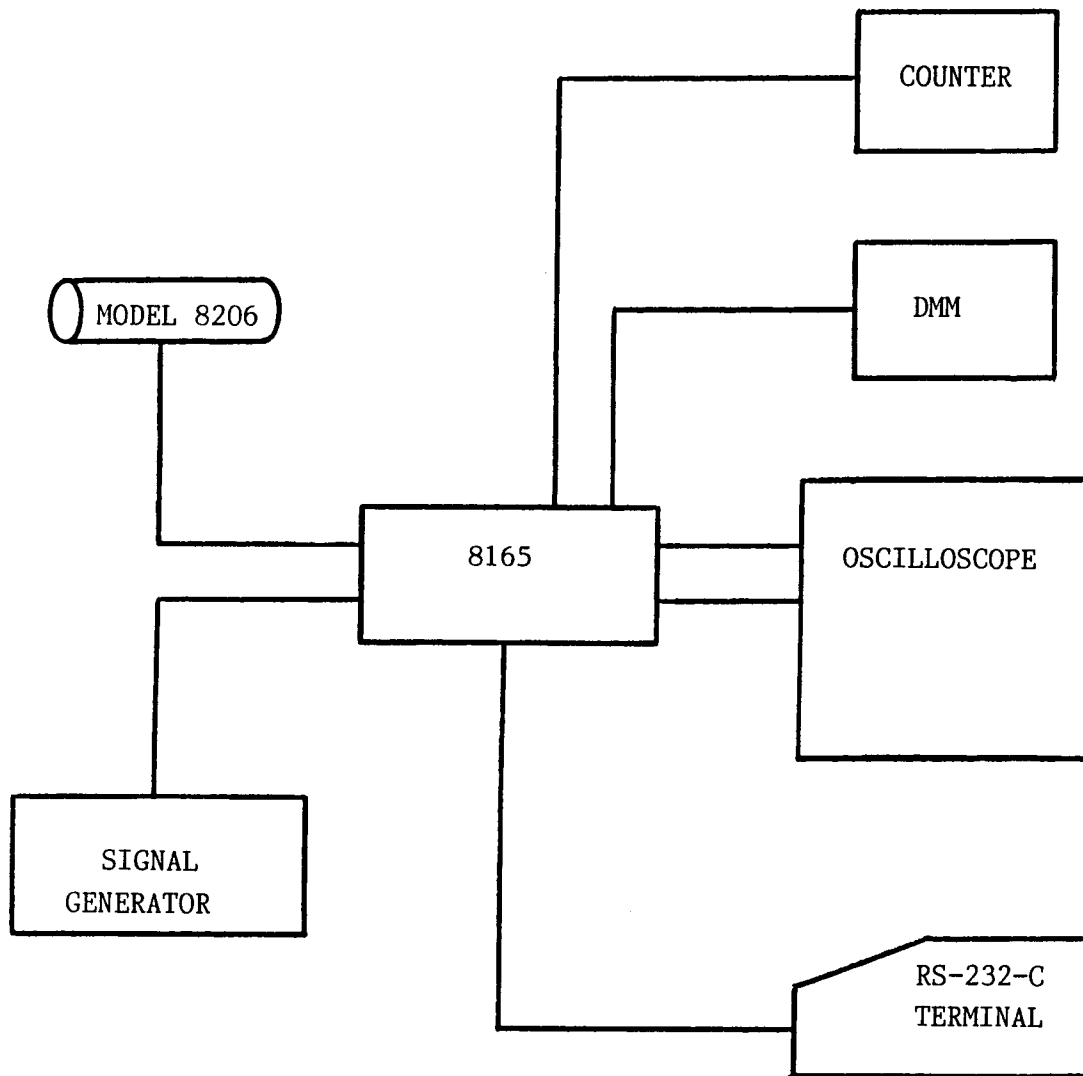 COUNTER
DMM
MODEL 8206
8165
OSCILLOSCOPE
SIGNAL
GENERATOR
RS-232-C
TERMINAL